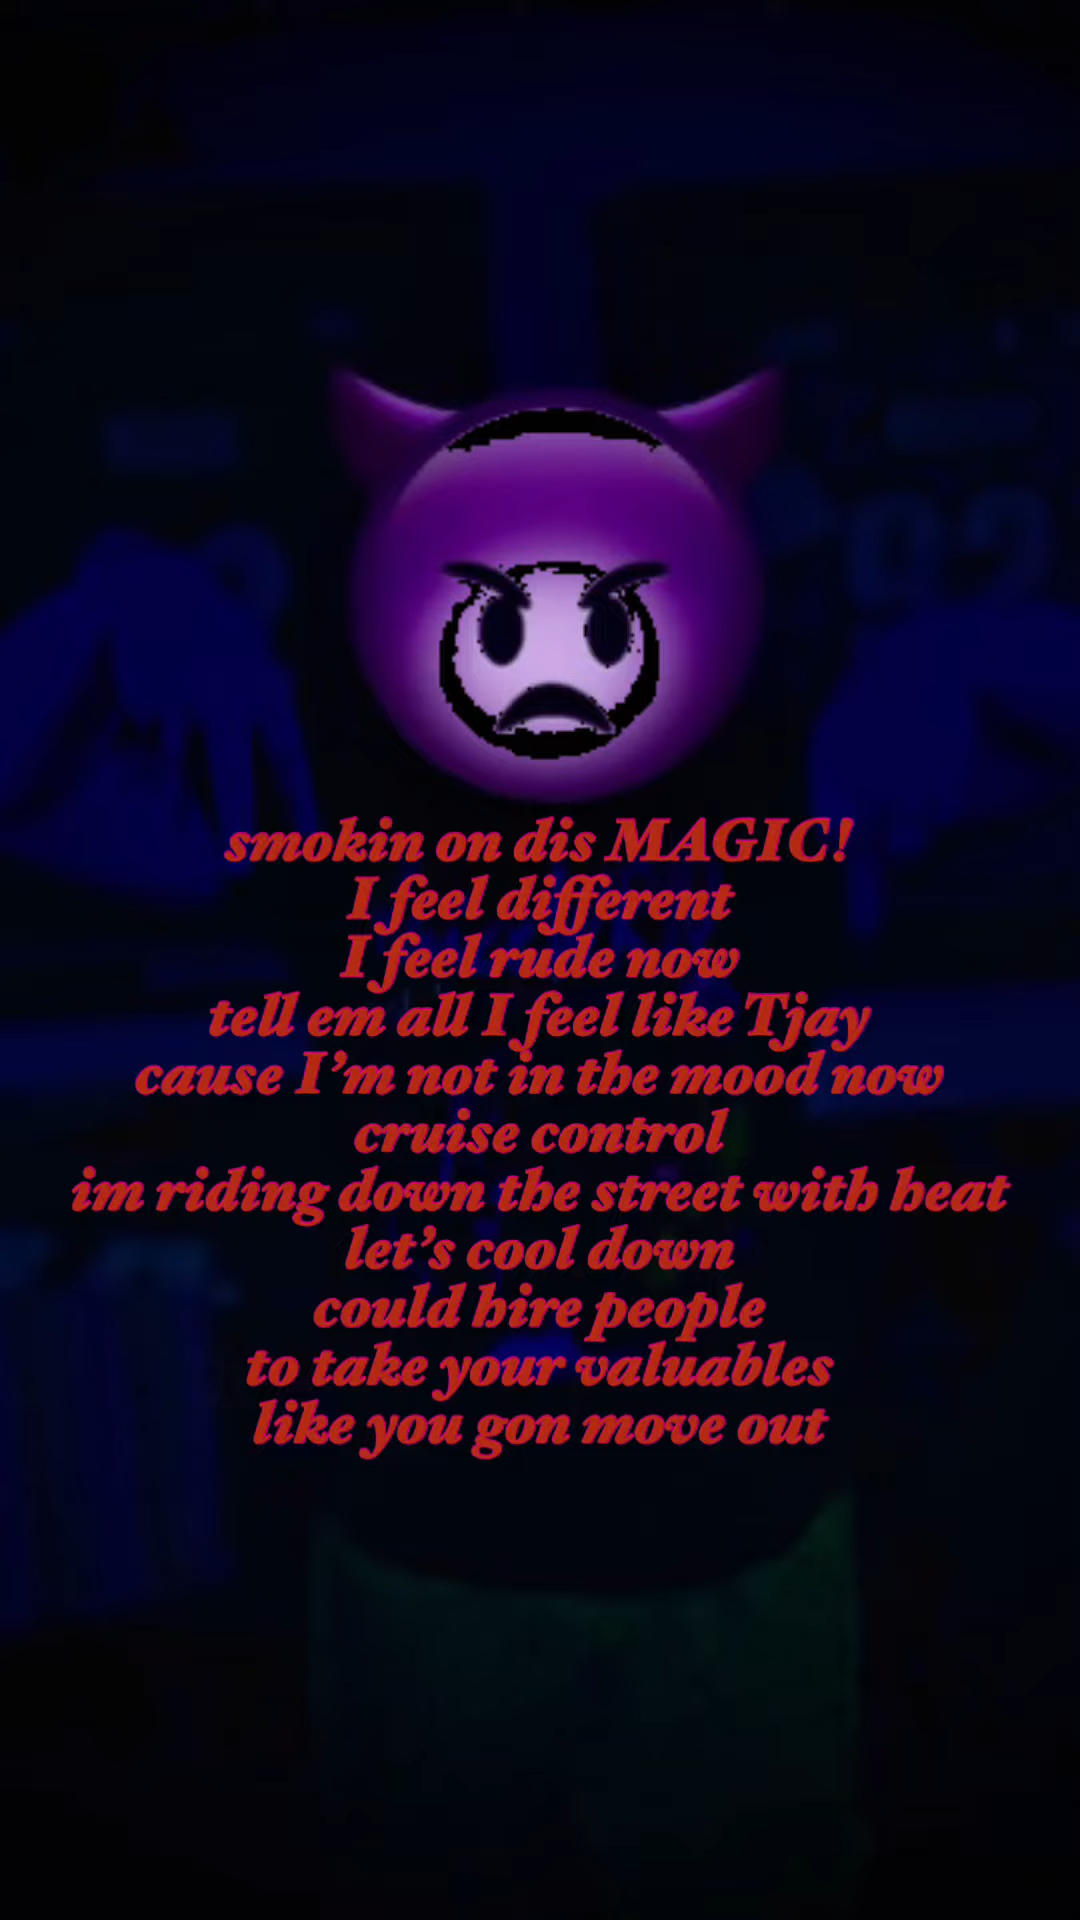 smokin on dis MAGIC!
I feel different
I feel rude now
tell em all I feel like Tjay
cause I’m not in the mood now
cruise control
im riding down the street with heat
let’s cool down
could hire people
to take your valuables
like you gon move out